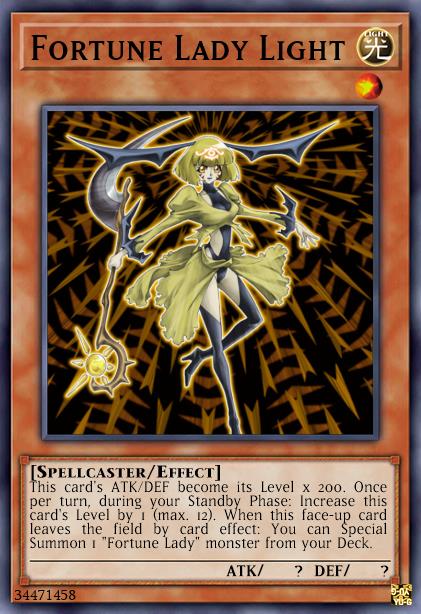 Fortune Lady Light
LIGHT
光
[Spellcaster/Effect]
This card's ATK/DEF become its Level x 200. Once
per turn, during your Standby Phase: Increase this
card's Level by 1 (max. 12). When this face-up card
leaves the field by card effect: You can Special
Summon 1 "Fortune Lady" monster from your Deck.
ATK/ ? DEF/ ?
34471458